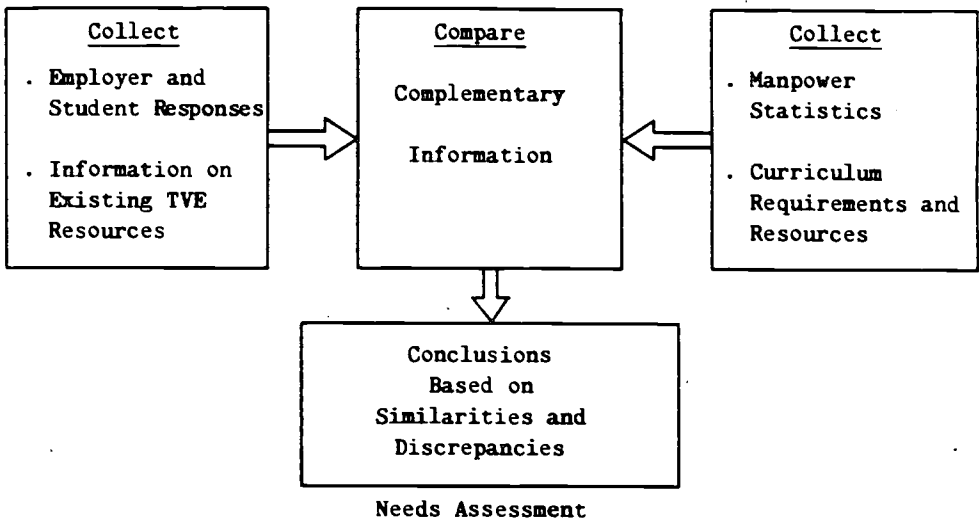 Collect
. Employer and
Student Responses
. Information on
Existing TVE
Resources
Compare
Complementary
Information
Collect
. Manpower
Statistics
. Curriculum
Requirements and
Resources
Conclusions
Based on
Similarities and
Discrepancies
Needs Assessment